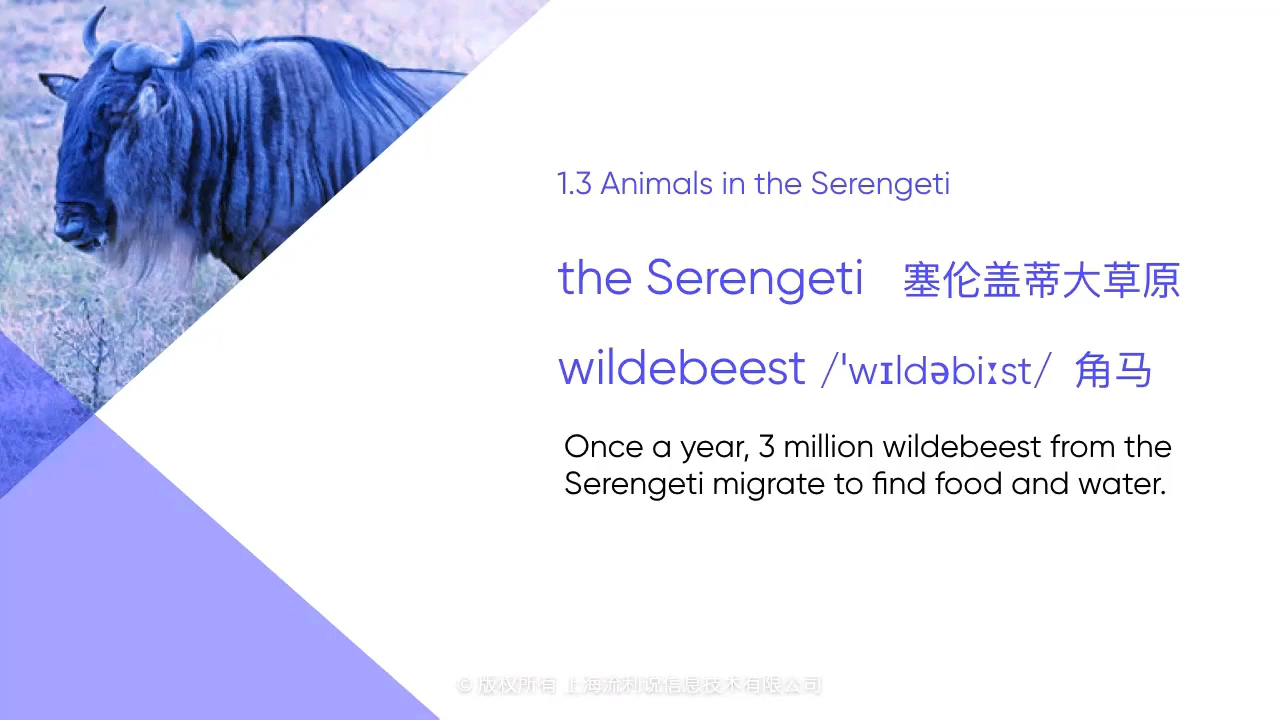 1.3 Animals in the Serengeti
the Serengeti 塞伦盖蒂大草原
wildebeest /ˈwɪldəbiːst/ 角马
Once a year, 3 million wildebeest from the
Serengeti migrate to find food and water.
© 版权所有 上海流利说信息技术有限公司